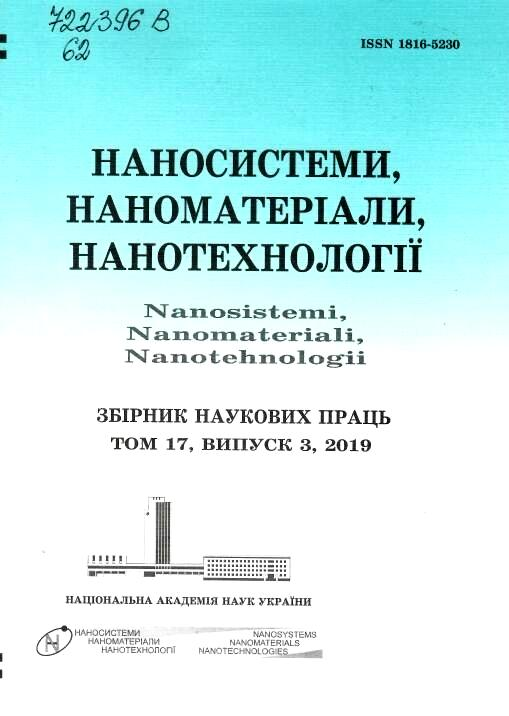 722396 В
62
ISSN 1816-5230
НАНОСИСТЕМИ,
НАНОМАТЕРІАЛИ,
НАНОТЕХНОЛОГІЇ
Nanosistemi,
Nanomateriali,
Nanotehnologii
ЗБІРНИК НАУКОВИХ ПРАЦЬ
ТОМ 17, ВИПУСК 3, 2019
НАЦІОНАЛЬНА АКАДЕМІЯ НАУК УКРАЇНИ
N
НАНОСИСТЕМИ
НАНОМАТЕРІАЛИ
НАНОТЕХНОЛОГІЇ
NANOSYSTEMS
NANOMATERIALS
NANOTECHNOLOGIES